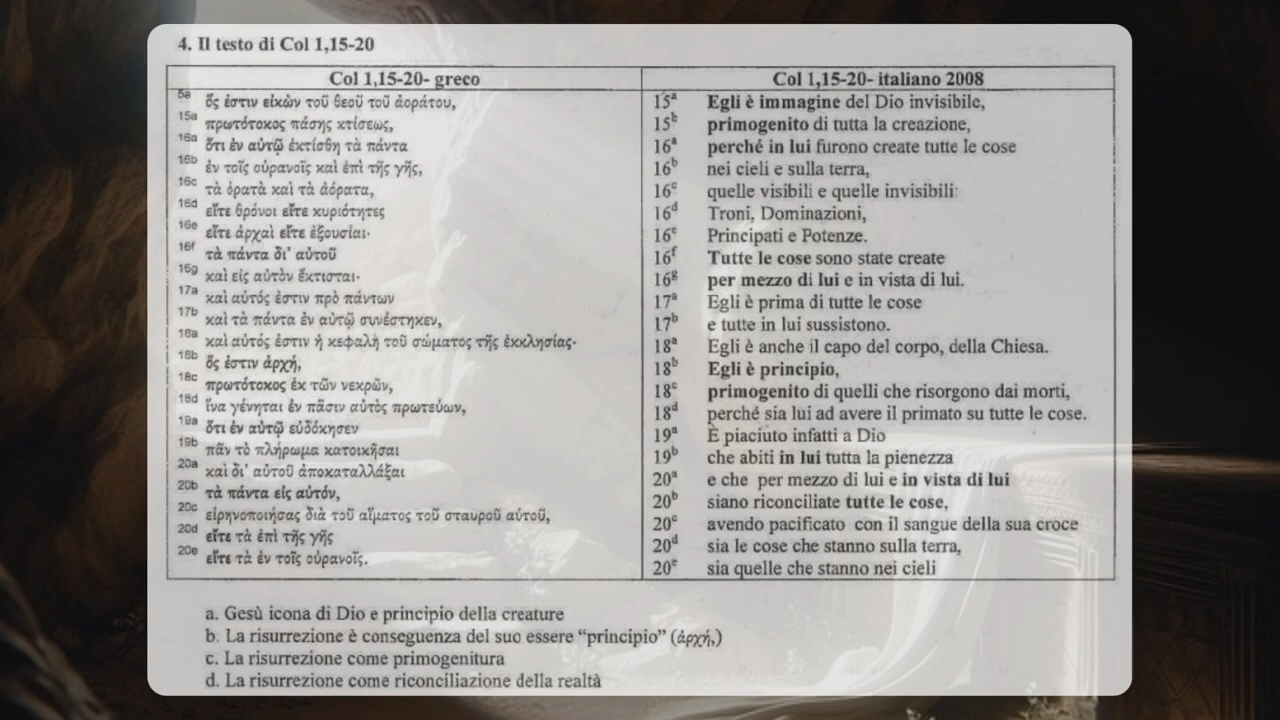 4. Il testo di Col 1,15-20
Col 1,15-20- greco
5a ὅς ἐστιν εἰκὼν τοῦ θεοῦ τοῦ ἀοράτου,
15a πρωτότοκος πάσης κτίσεως,
16a ὅτι ἐν αὐτῷ ἐκτίσθη τὰ πάντα
16b ἐν τοῖς οὐρανοῖς καὶ ἐπὶ τῆς γῆς,
16c τὰ ὁρατὰ καὶ τὰ ἀόρατα,
16d εἴτε θρόνοι εἴτε κυριότητες
16e εἴτε ἀρχαὶ εἴτε ἐξουσίαι·
16f τὰ πάντα δι' αὐτοῦ
16g καὶ εἰς αὐτὸν ἔκτισται·
17a καὶ αὐτός ἐστιν πρὸ πάντων
17b καὶ τὰ πάντα ἐν αὐτῷ συνέστηκεν,
18a καὶ αὐτός ἐστιν ἡ κεφαλὴ τοῦ σώματος τῆς ἐκκλησίας·
18b ὅς ἐστιν ἀρχή,
18c πρωτότοκος ἐκ τῶν νεκρῶν,
18d ἵνα γένηται ἐν πᾶσιν αὐτὸς πρωτεύων,
19a ὅτι ἐν αὐτῷ εὐδόκησεν
19b πᾶν τὸ πλήρωμα κατοικῆσαι
20a καὶ δι' αὐτοῦ ἀποκαταλλάξαι
20b τὰ πάντα εἰς αὐτόν,
20c εἰρηνοποιήσας διὰ τοῦ αἵματος τοῦ σταυροῦ αὐτοῦ,
20d εἴτε τὰ ἐπὶ τῆς γῆς
20e εἴτε τὰ ἐν τοῖς οὐρανοῖς.
Col 1,15-20- italiano 2008
15a Egli è immagine del Dio invisibile,
15b primogenito di tutta la creazione,
16a perché in lui furono create tutte le cose
16b nei cieli e sulla terra,
16c quelle visibili e quelle invisibili:
16d Troni, Dominazioni,
16e Principati e Potenze.
16f Tutte le cose sono state create
16g per mezzo di lui e in vista di lui.
17a Egli è prima di tutte le cose
17b e tutte in lui sussistono.
18a Egli è anche il capo del corpo, della Chiesa.
18b Egli è principio,
18c primogenito di quelli che risorgono dai morti,
18d perché sia lui ad avere il primato su tutte le cose.
19a È piaciuto infatti a Dio
19b che abiti in lui tutta la pienezza
20a e che per mezzo di lui e in vista di lui
20b siano riconciliate tutte le cose,
20c avendo pacificato con il sangue della sua croce
20d sia le cose che stanno sulla terra,
20e sia quelle che stanno nei cieli
a. Gesù icona di Dio e principio della creature
b. La risurrezione è conseguenza del suo essere “principio” (ἀρχή,)
c. La risurrezione come primogenitura
d. La risurrezione come riconciliazione della realtà